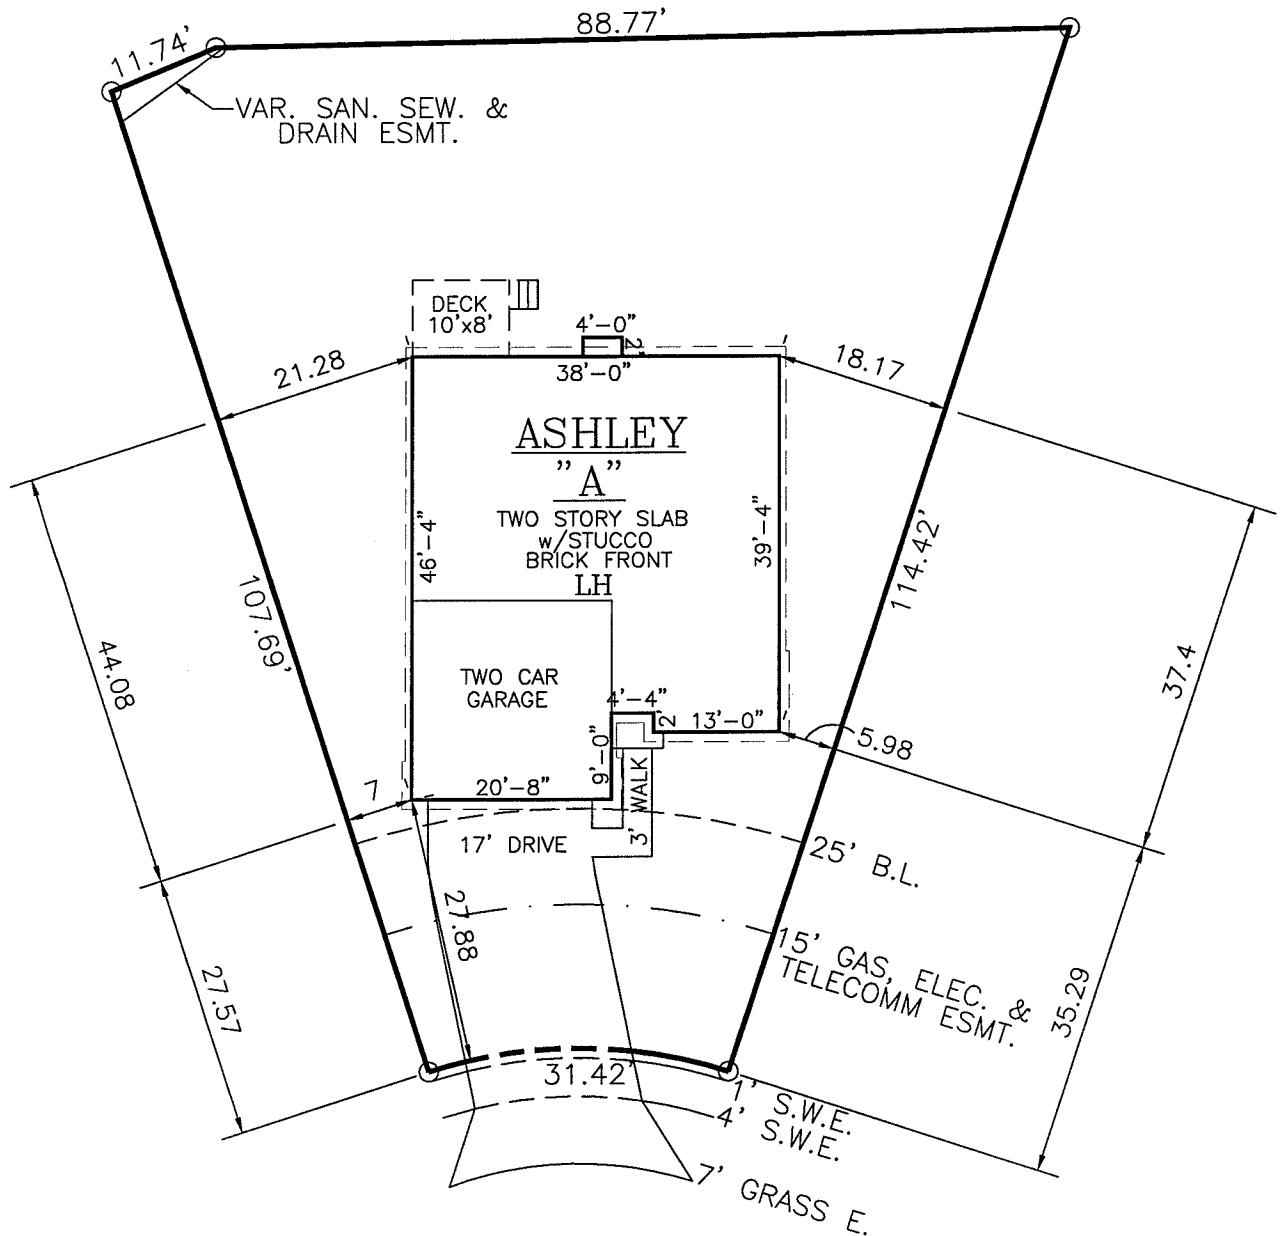 88.77'
11.74'
VAR. SAN. SEW. &
DRAIN ESMT.
DECK
10'x8'
4'-0"
2'
38'-0"
21.28
18.17
ASHLEY
"A"
TWO STORY SLAB
w/STUCCO
BRICK FRONT
LH
46'-4"
39'-4"
107.69'
114.42'
44.08
37.4
TWO CAR
GARAGE
4'-4"
2'
13'-0"
9'-0"
5.98
20'-8"
7
3' WALK
17' DRIVE
25' B.L.
27.88
15' GAS, ELEC. &
TELECOMM ESMT.
27.57
35.29
31.42'
1' S.W.E.
4' S.W.E.
7' GRASS E.